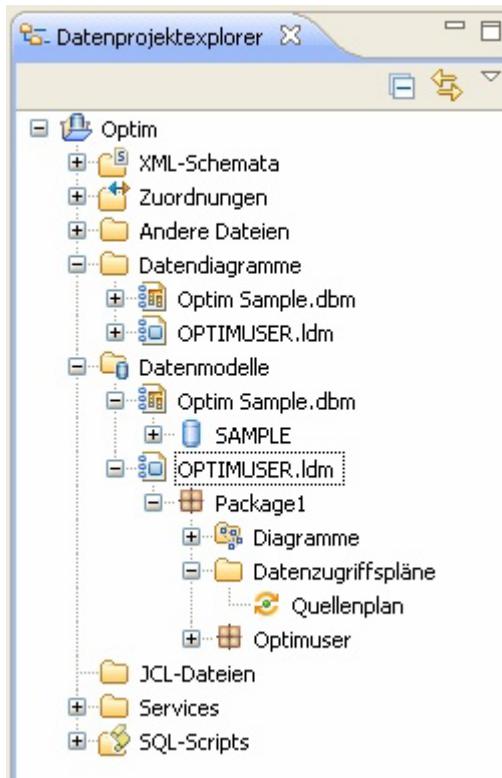 Datenprojektexplorer
Optim
XML-Schemata
Zuordnungen
Andere Dateien
Datendiagramme
Optim Sample.dbm
OPTIMUSER.ldm
Datenmodelle
Optim Sample.dbm
SAMPLE
OPTIMUSER.ldm
Package1
Diagramme
Datenzugriffspläne
Quellenplan
Optimuser
JCL-Dateien
Services
SQL-Scripts